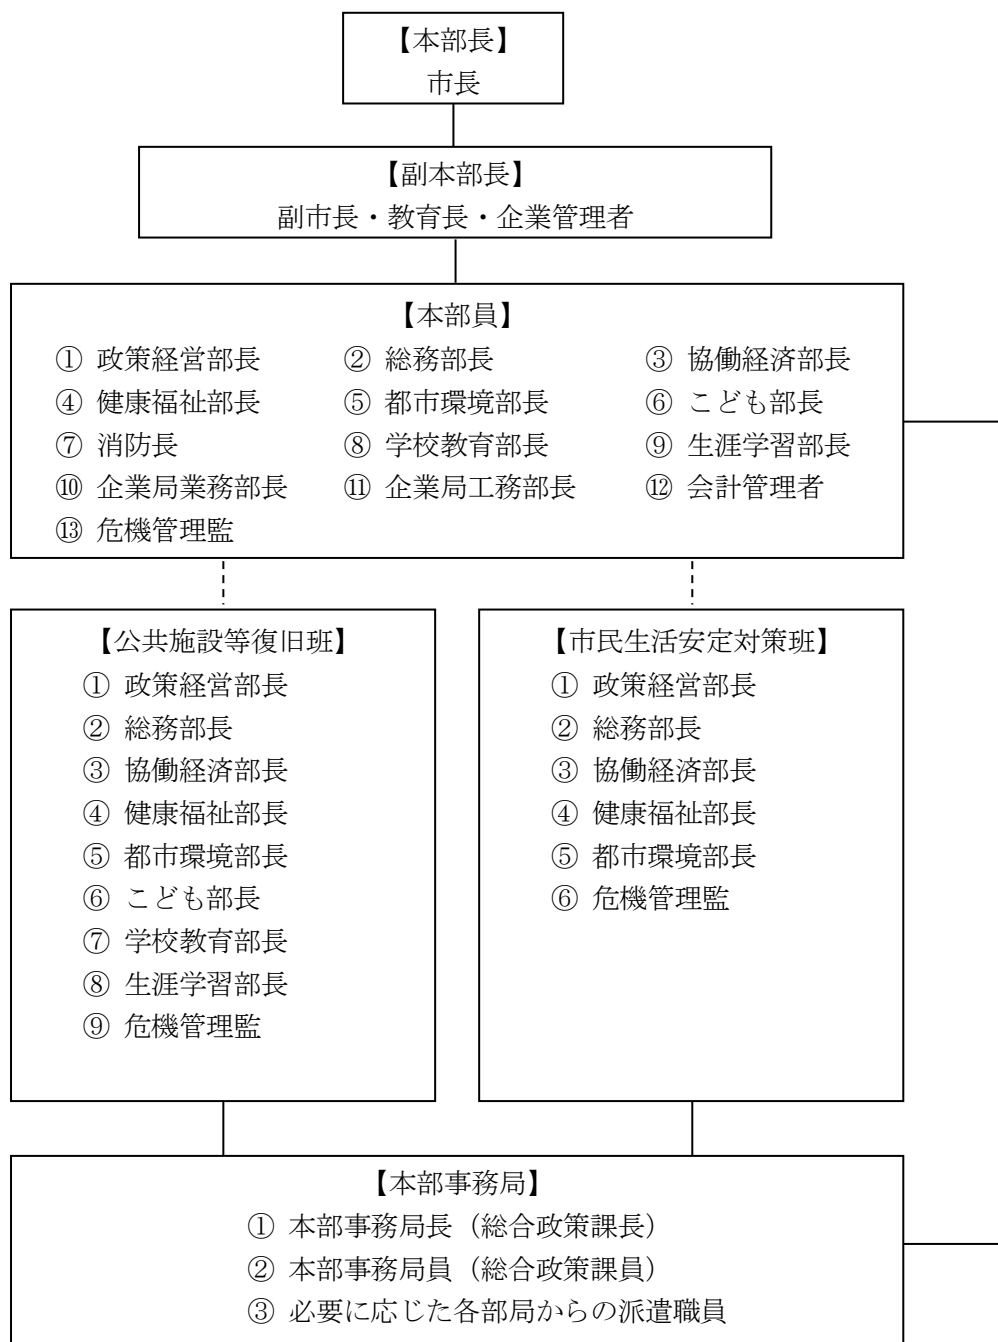 【本部長】
市長
【副本部長】
副市長・教育長・企業管理者
【本部員】
① 政策経営部長 ② 総務部長 ③ 協働経済部長
④ 健康福祉部長 ⑤ 都市環境部長 ⑥ こども部長
⑦ 消防長 ⑧ 学校教育部長 ⑨ 生涯学習部長
⑩ 企業局業務部長 ⑪ 企業局工務部長 ⑫ 会計管理者
⑬ 危機管理監
【公共施設等復旧班】
① 政策経営部長
② 総務部長
③ 協働経済部長
④ 健康福祉部長
⑤ 都市環境部長
⑥ こども部長
⑦ 学校教育部長
⑧ 生涯学習部長
⑨ 危機管理監
【市民生活安定対策班】
① 政策経営部長
② 総務部長
③ 協働経済部長
④ 健康福祉部長
⑤ 都市環境部長
⑥ 危機管理監
【本部事務局】
① 本部事務局長（総合政策課長）
② 本部事務局員（総合政策課員）
③ 必要に応じた各部局からの派遣職員